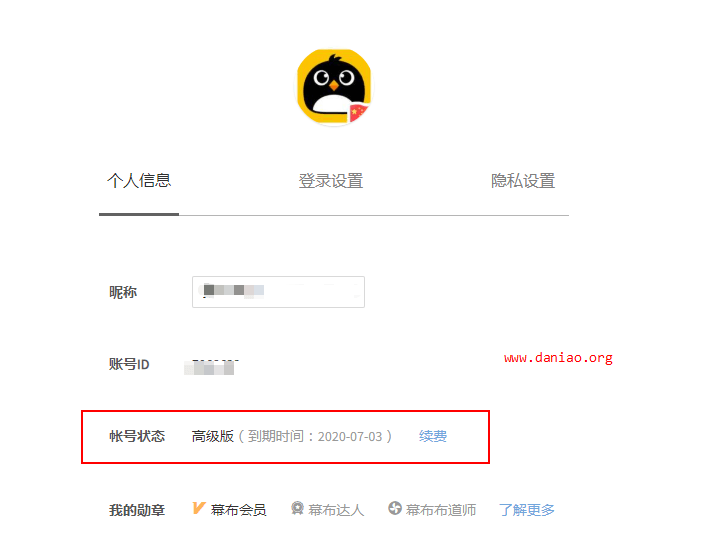 个人信息 登录设置 隐私设置
昵称
账号ID
www.daniao.org
帐号状态 高级版(到期时间:2020-07-03) 续费
我的勋章 幕布会员 幕布达人 幕布布道师 了解更多